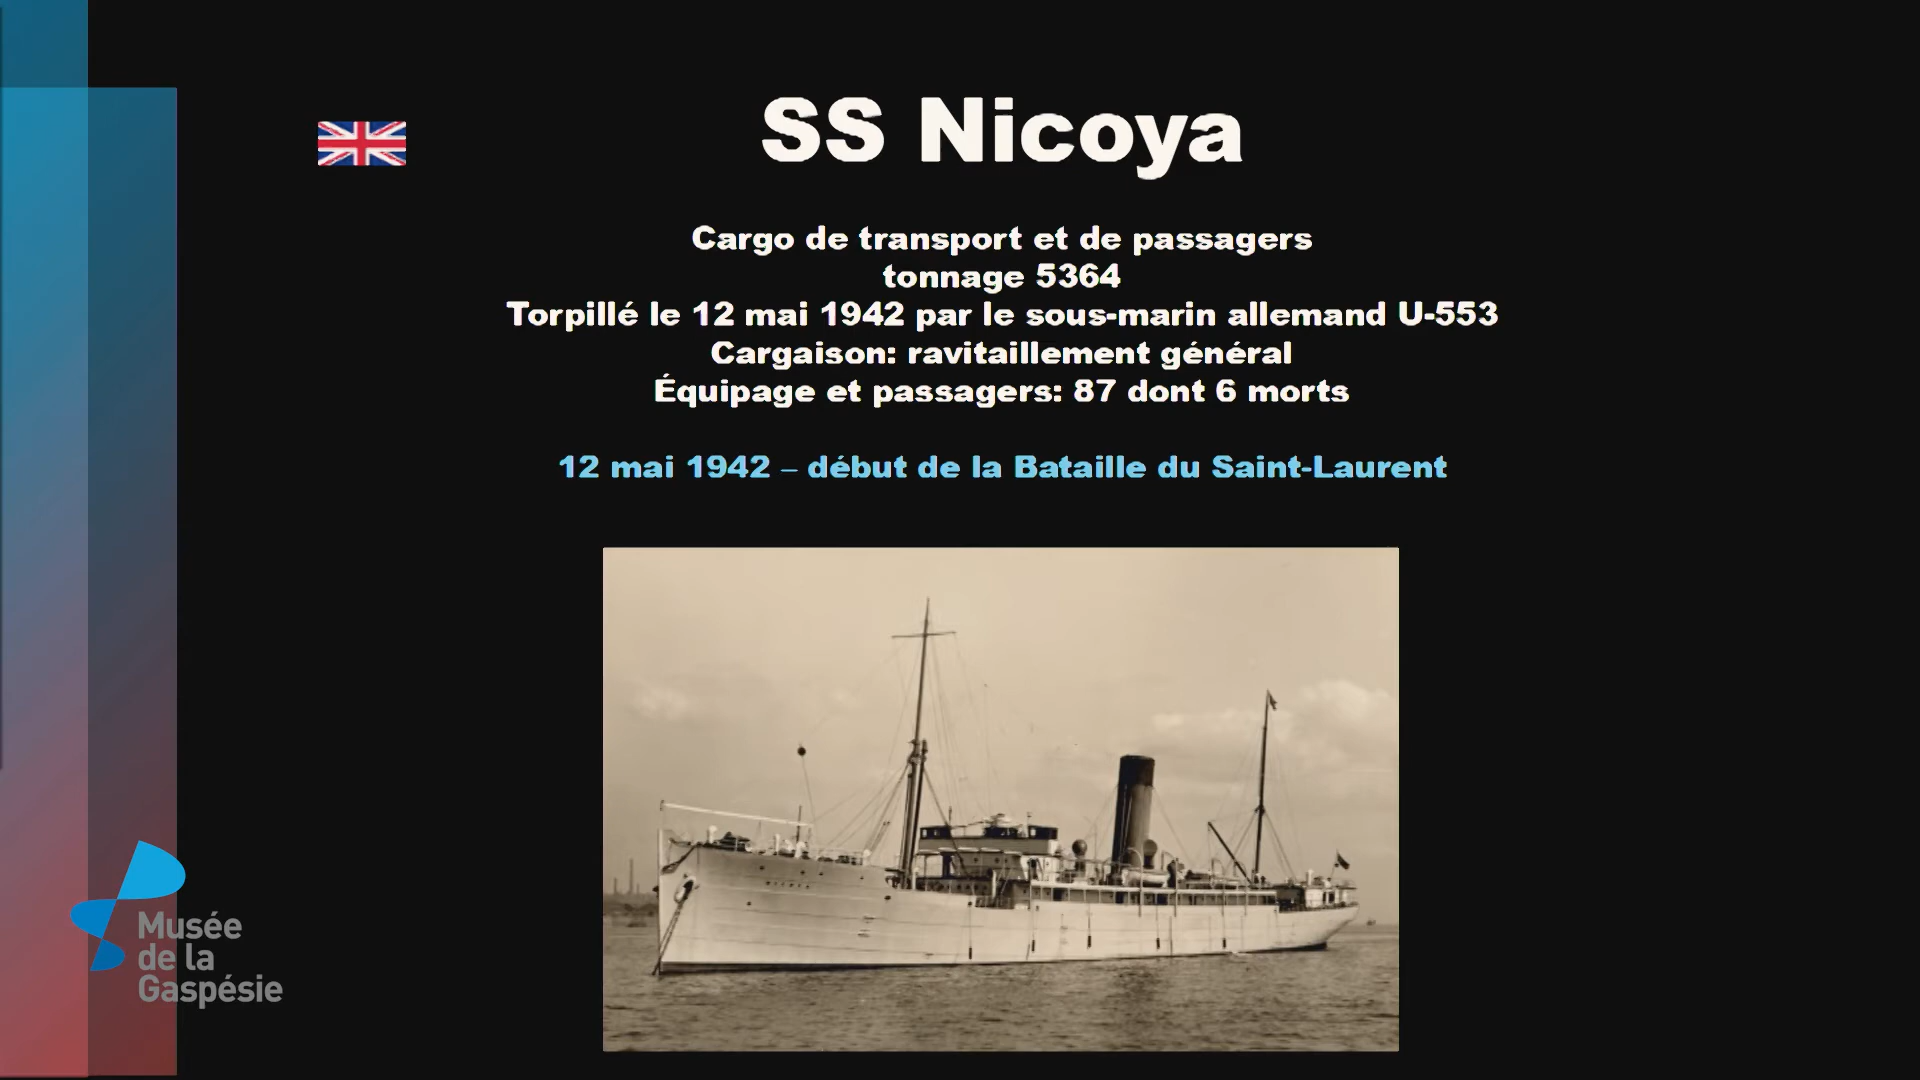 SS Nicoya
Cargo de transport et de passagers
tonnage 5364
Torpillé le 12 mai 1942 par le sous-marin allemand U-553
Cargaison: ravitaillement général
Équipage et passagers: 87 dont 6 morts
12 mai 1942 – début de la Bataille du Saint-Laurent
Musée
de la
Gaspésie